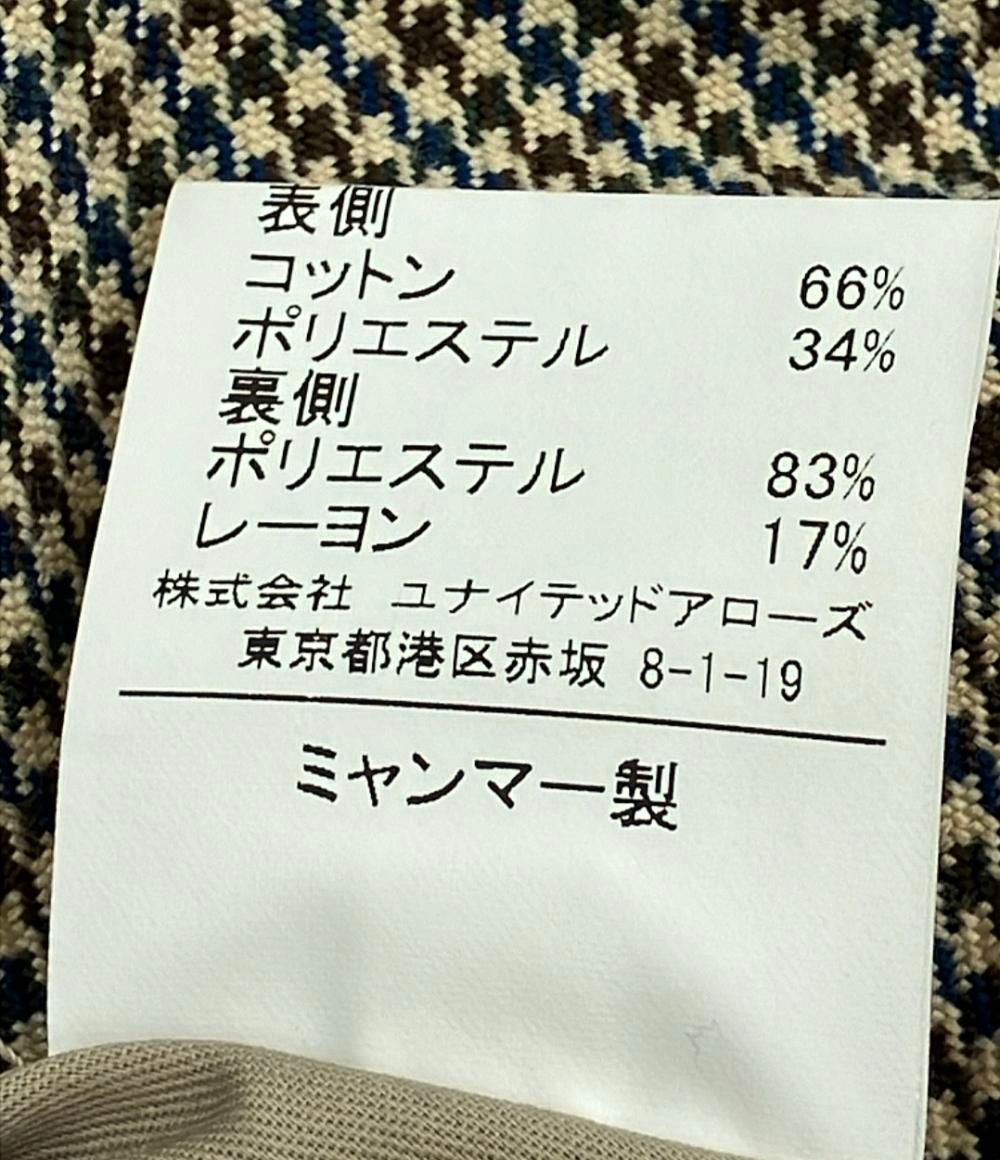 表側
コットン 66%
ポリエステル 34%
裏側
ポリエステル 83%
レーヨン 17%
株式会社 ユナイテッドアローズ
東京都港区赤坂 8-1-19
ミャンマー製